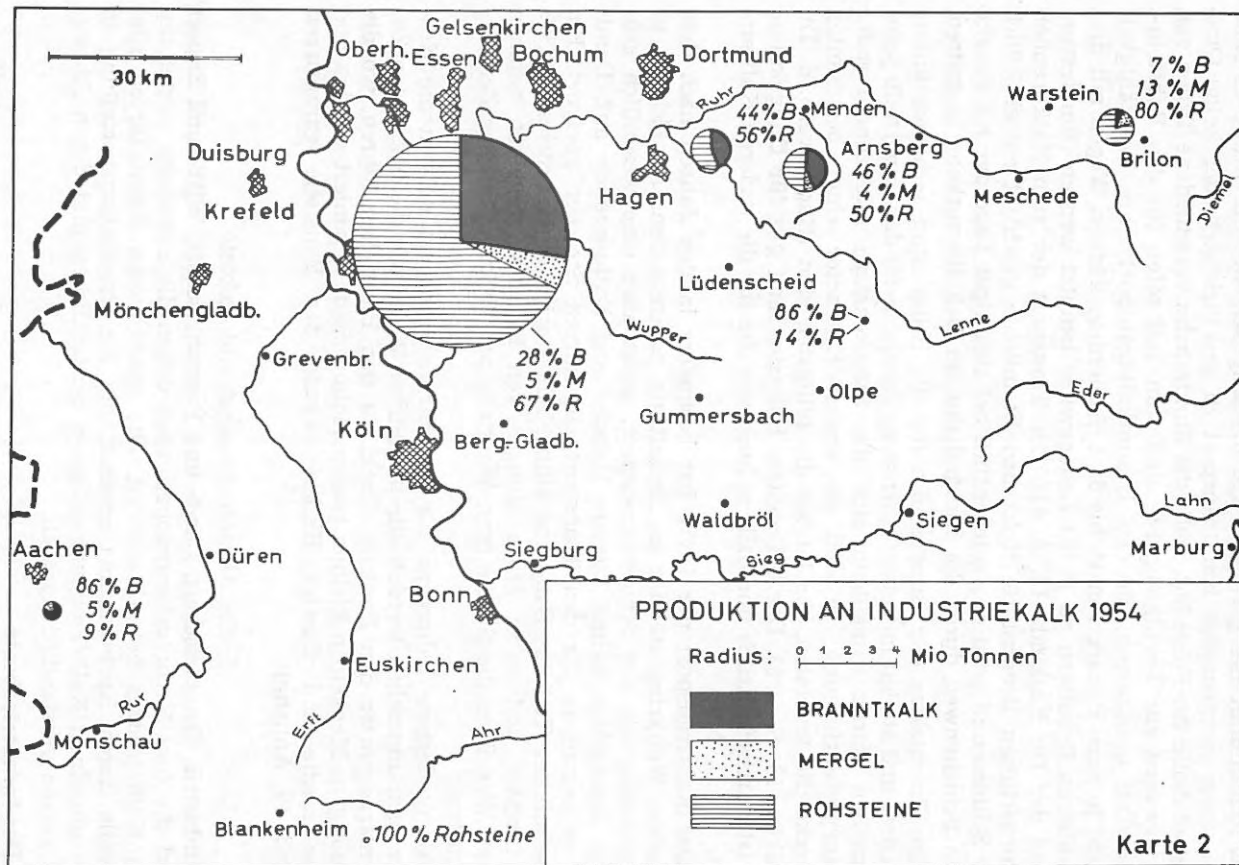 30 km
Gelsenkirchen
Oberh.
Essen
Bochum
Dortmund
Ruhr
Menden
44% B
56% R
Arnsberg
46% B
4% M
50% R
Warstein
7% B
13% M
80% R
Brilon
Meschede
Diemel
Duisburg
Krefeld
Hagen
Mönchengladb.
Lüdenscheid
86% B
14% R
Lenne
Wupper
Grevenbr.
28% B
5% M
67% R
Gummersbach
Olpe
Eder
Köln
Berg-Gladb.
Waldbröl
Siegen
Lahn
Marburg
Aachen
86% B
5% M
9% R
Düren
Siegburg
Sieg
Bonn
Euskirchen
Rur
Monschau
Erft
Ahr
Blankenheim
100% Rohsteine
PRODUKTION AN INDUSTRIEKALK 1954
Radius: 0 1 2 3 4 Mio Tonnen
BRANNTKALK
MERGEL
ROHSTEINE
Karte 2